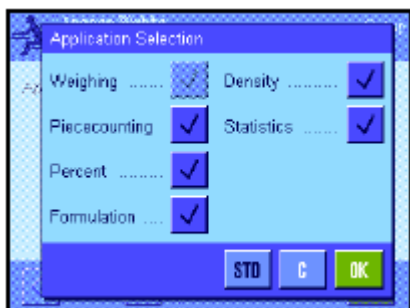 Application Selection
Weighing ........ Density ..........
Piececounting Statistics .......
Percent .........
Formulation ....
STD C OK